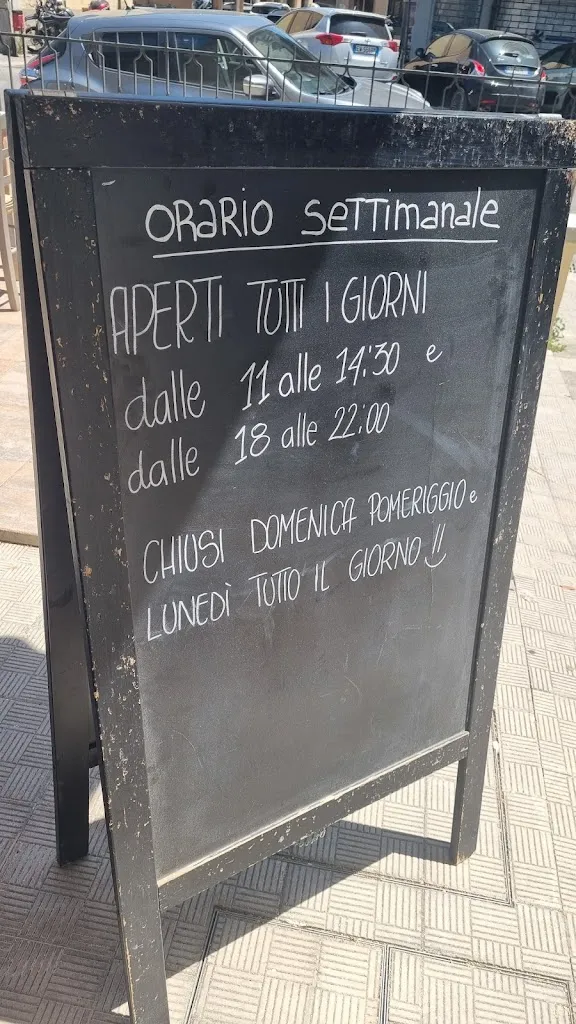 ORARIO SETTIMANALE
APERTI TUTTI I GIORNI
dalle 11 alle 14:30 e
dalle 18 alle 22:00
CHIUSI DOMENICA POMERIGGIO e
LUNEDÌ TUTTO IL GIORNO!!